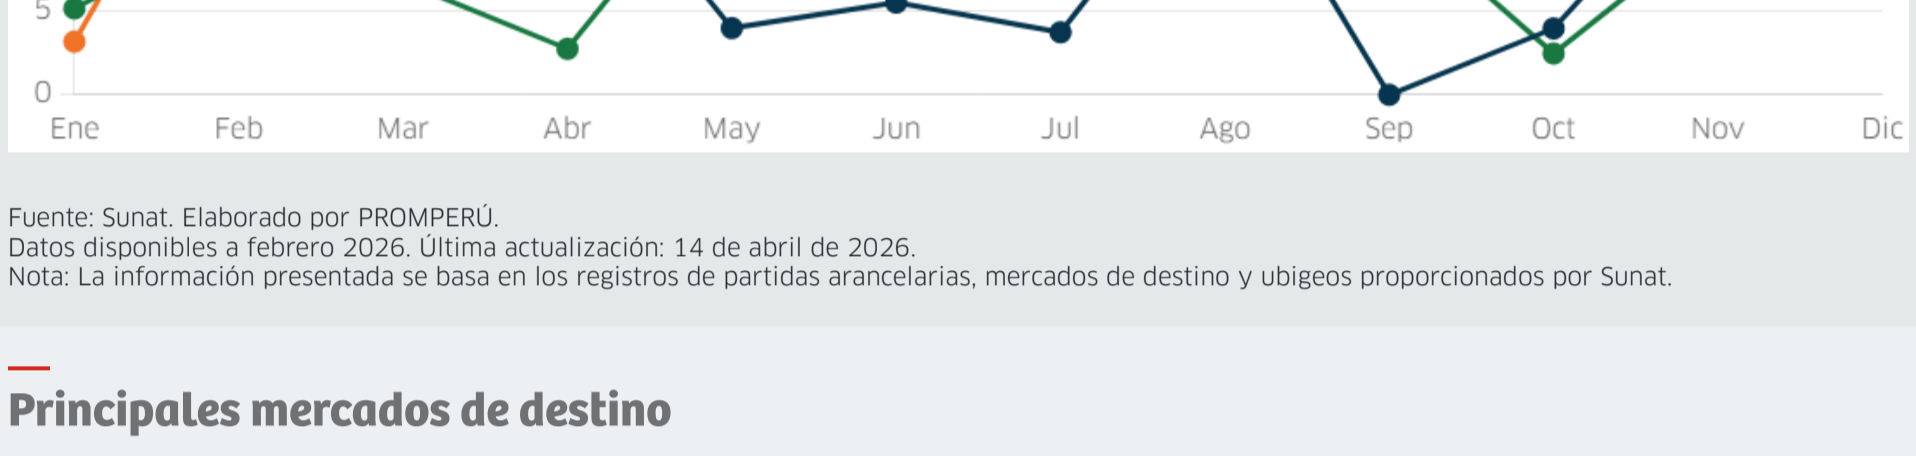 5
0
Ene Feb Mar Abr May Jun Jul Ago Sep Oct Nov Dic
Fuente: Sunat. Elaborado por PROMPERÚ.
Datos disponibles a febrero 2026. Última actualización: 14 de abril de 2026.
Nota: La información presentada se basa en los registros de partidas arancelarias, mercados de destino y ubigeos proporcionados por Sunat.
Principales mercados de destino